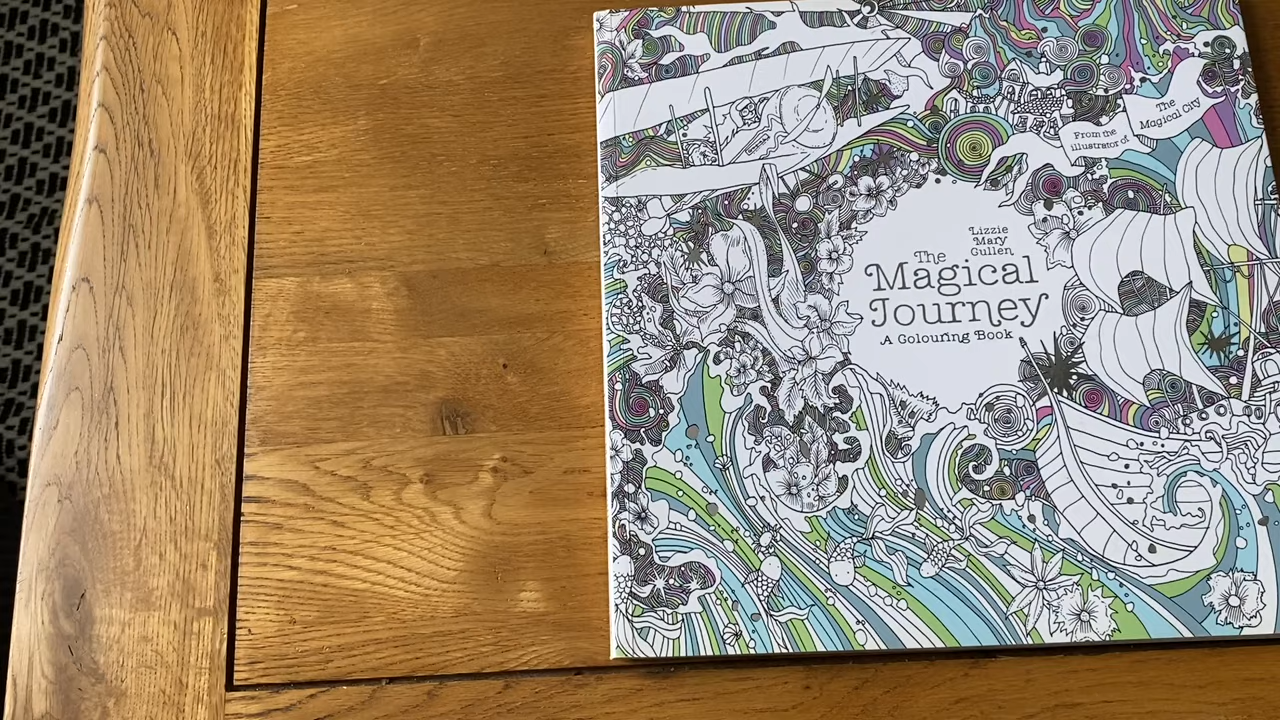 The
Magical City
From the
illustrator of
Lizzie
Mary
Cullen
The
Magical
Journey
A Colouring Book